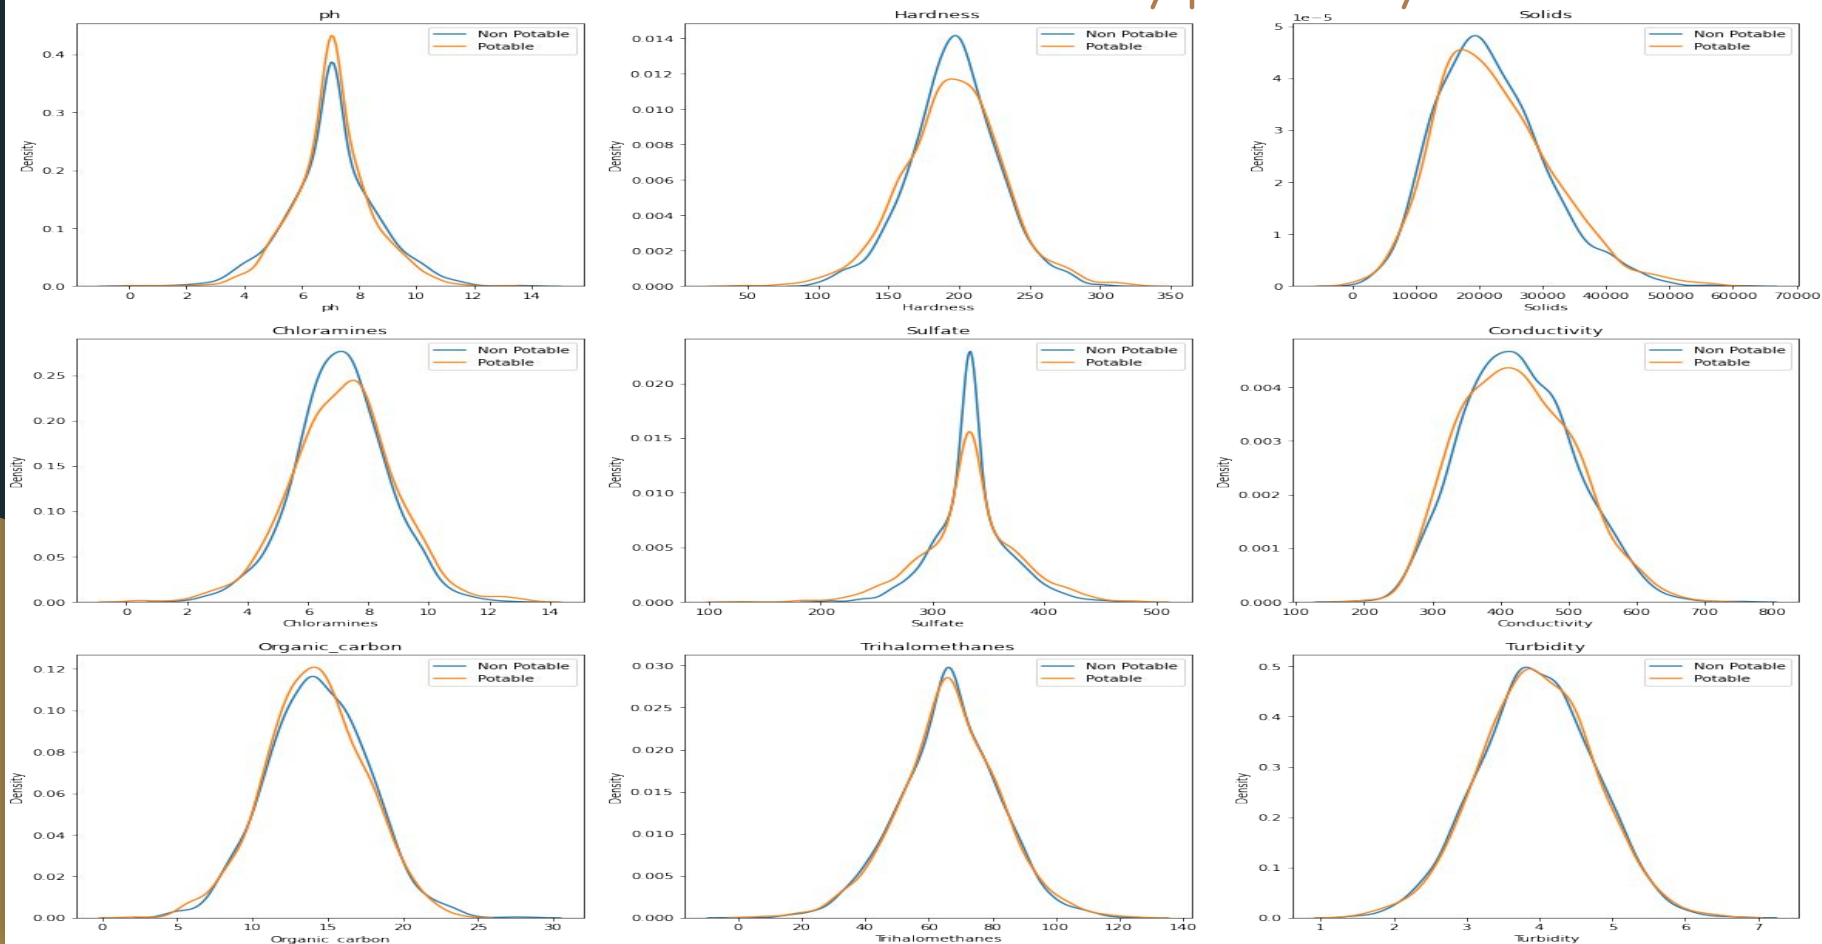 ph
Density
0.4
0.3
0.2
0.1
0.0
0 2 4 6 8 10 12 14
ph
Non Potable
Potable
Hardness
Density
0.014
0.012
0.010
0.008
0.006
0.004
0.002
0.000
50 100 150 200 250 300 350
Hardness
Non Potable
Potable
Solids
1e−5
Density
5
4
3
2
1
0
0 10000 20000 30000 40000 50000 60000 70000
Solids
Non Potable
Potable
Chloramines
Density
0.25
0.20
0.15
0.10
0.05
0.00
0 2 4 6 8 10 12 14
Chloramines
Non Potable
Potable
Sulfate
Density
0.020
0.015
0.010
0.005
0.000
100 200 300 400 500
Sulfate
Non Potable
Potable
Conductivity
Density
0.004
0.003
0.002
0.001
0.000
100 200 300 400 500 600 700 800
Conductivity
Non Potable
Potable
Organic_carbon
Density
0.12
0.10
0.08
0.06
0.04
0.02
0.00
0 5 10 15 20 25 30
Organic_carbon
Non Potable
Potable
Trihalomethanes
Density
0.030
0.025
0.020
0.015
0.010
0.005
0.000
0 20 40 60 80 100 120 140
Trihalomethanes
Non Potable
Potable
Turbidity
Density
0.5
0.4
0.3
0.2
0.1
0.0
1 2 3 4 5 6 7
Turbidity
Non Potable
Potable